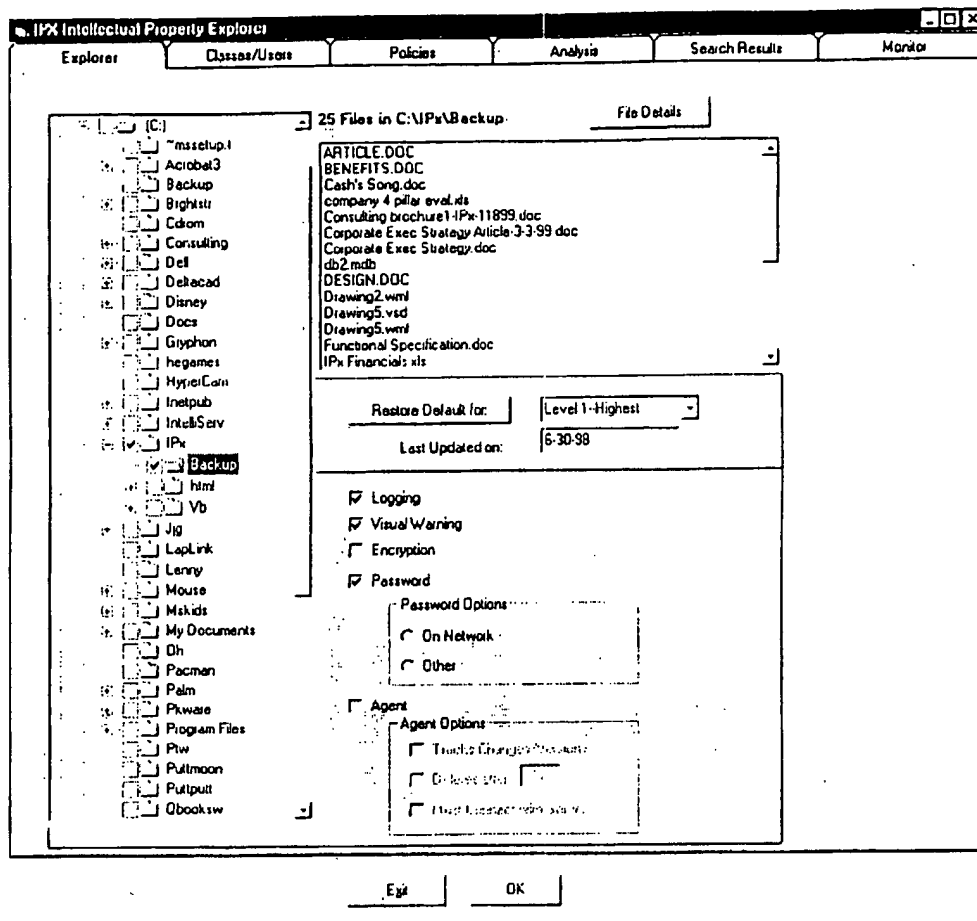 IPX Intellectual Property Explorer
Explorer
Classes/Users
Policies
Analysis
Search Results
Monitor
(C:)
~mssetup.t
Acrobat3
Backup
Brightstr
Cdrom
Consulting
Dell
Deltacad
Disney
Docs
Gryphon
hegames
HyperCam
Inetpub
IntelliServ
IPx
Backup
html
Vb
Jjg
LapLink
Lanny
Mouse
Mskids
My Documents
Oh
Pacman
Palm
Pkware
Program Files
Ptw
Puttmoon
Puttputt
Qbooksw
25 Files in C:\IPx\Backup
File Details
ARTICLE.DOC
BENEFITS.DOC
Cash's Song.doc
company 4 pillar eval.xls
Consulting brochure1-IPx-11899.doc
Corporate Exec Strategy Article-3-3-99.doc
Corporate Exec Strategy.doc
db2.mdb
DESIGN.DOC
Drawing2.wmf
Drawing5.vsd
Drawing5.wmf
Functional Specification.doc
IPx Financials.xls
Restore Default for:
Level 1--Highest
Last Updated on:
6-30-98
Logging
Visual Warning
Encryption
Password
Password Options
On Network
Other
Agent
Agent Options
Tracks Changes
Exit
OK